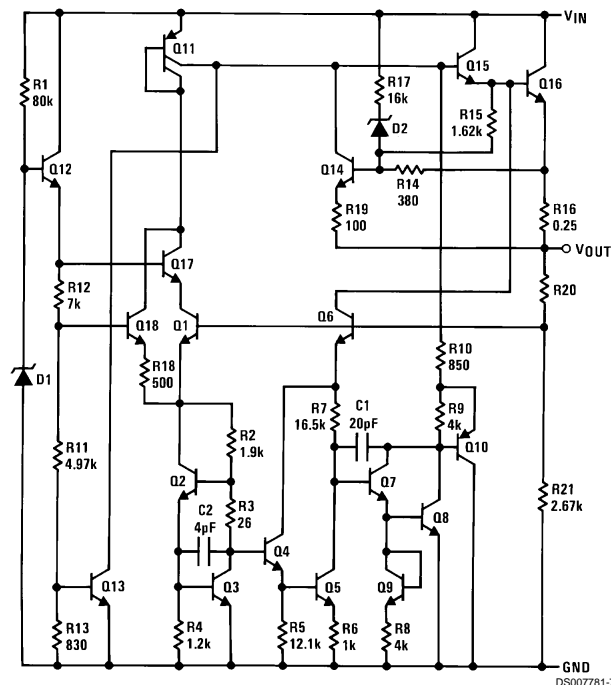 V_IN
Q11
Q15
Q16
R1
80k
R17
16k
R15
1.62k
D2
Q12
Q14
R14
380
R16
0.25
R19
100
V_OUT
R12
7k
Q17
R20
Q18
Q1
Q6
R10
850
R18
500
D1
R7
16.5k
C1
20pF
R9
4k
Q10
R2
1.9k
R11
4.97k
Q2
Q7
R21
2.67k
R3
26
Q8
C2
4pF
Q4
Q13
Q3
Q5
Q9
R13
830
R4
1.2k
R5
12.1k
R6
1k
R8
4k
GND